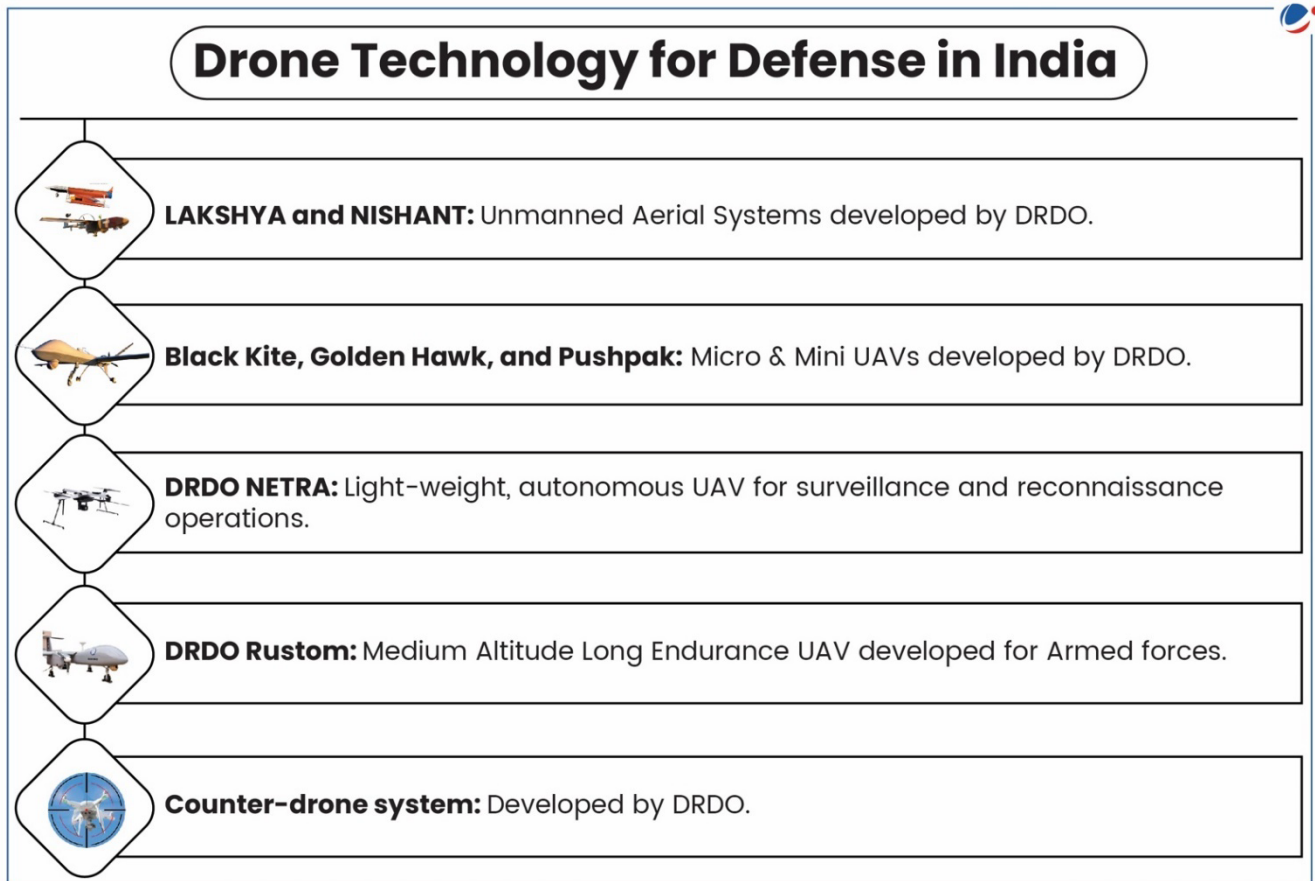 Drone Technology for Defense in India
LAKSHYA and NISHANT: Unmanned Aerial Systems developed by DRDO.
Black Kite, Golden Hawk, and Pushpak: Micro & Mini UAVs developed by DRDO.
DRDO NETRA: Light-weight, autonomous UAV for surveillance and reconnaissance
operations.
DRDO Rustom: Medium Altitude Long Endurance UAV developed for Armed forces.
Counter-drone system: Developed by DRDO.